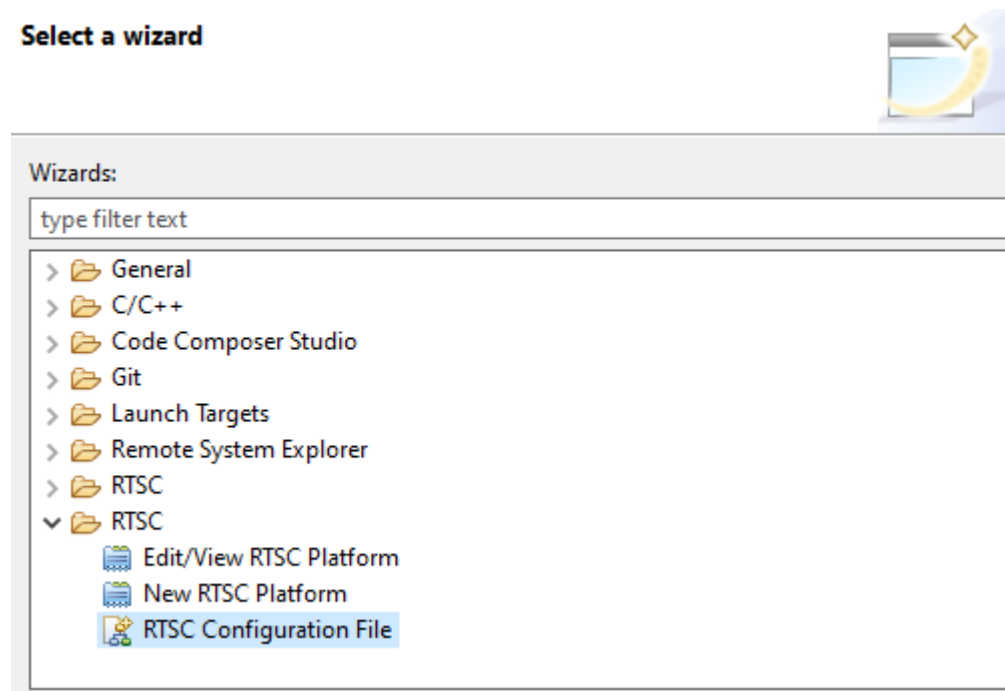 Select a wizard
Wizards:
type filter text
General
C/C++
Code Composer Studio
Git
Launch Targets
Remote System Explorer
RTSC
RTSC
Edit/View RTSC Platform
New RTSC Platform
RTSC Configuration File